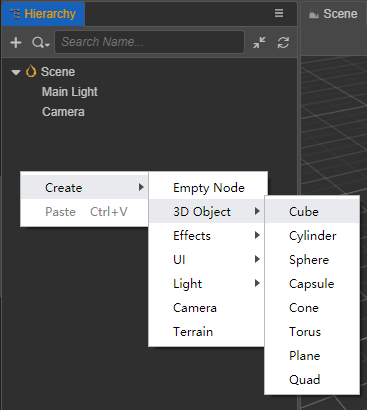 Hierarchy
Scene
Search Name...
Scene
Main Light
Camera
Create
Paste Ctrl+V
Empty Node
3D Object
Effects
UI
Light
Camera
Terrain
Cube
Cylinder
Sphere
Capsule
Cone
Torus
Plane
Quad